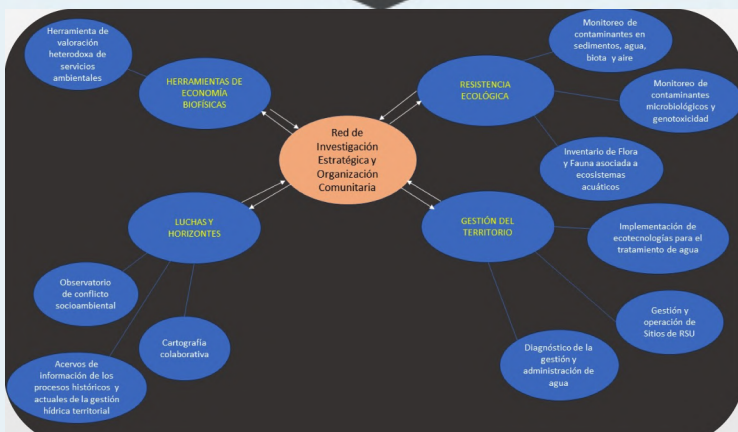 Herramienta de
valoración
heterodoxa de
servicios
ambientales
HERRAMIENTAS DE
ECONOMÍA
BIOFÍSICAS
Red de
Investigación
Estratégica y
Organización
Comunitaria
RESISTENCIA
ECOLÓGICA
Monitoreo de
contaminantes en
sedimentos, agua,
biota y aire
Monitoreo de
contaminantes
microbiológicos y
genotoxicidad
Inventario de Flora
y Fauna asociada a
ecosistemas
acuáticos
LUCHAS Y
HORIZONTES
Observatorio
de conflicto
socioambiental
Acervos de
información de los
procesos históricos y
actuales de la gestión
hídrica territorial
Cartografía
colaborativa
GESTIÓN DEL
TERRITORIO
Implementación de
ecotecnologías para el
tratamiento de agua
Gestión y
operación de
Sitios de RSU
Diagnóstico de la
gestión y
administración de
agua